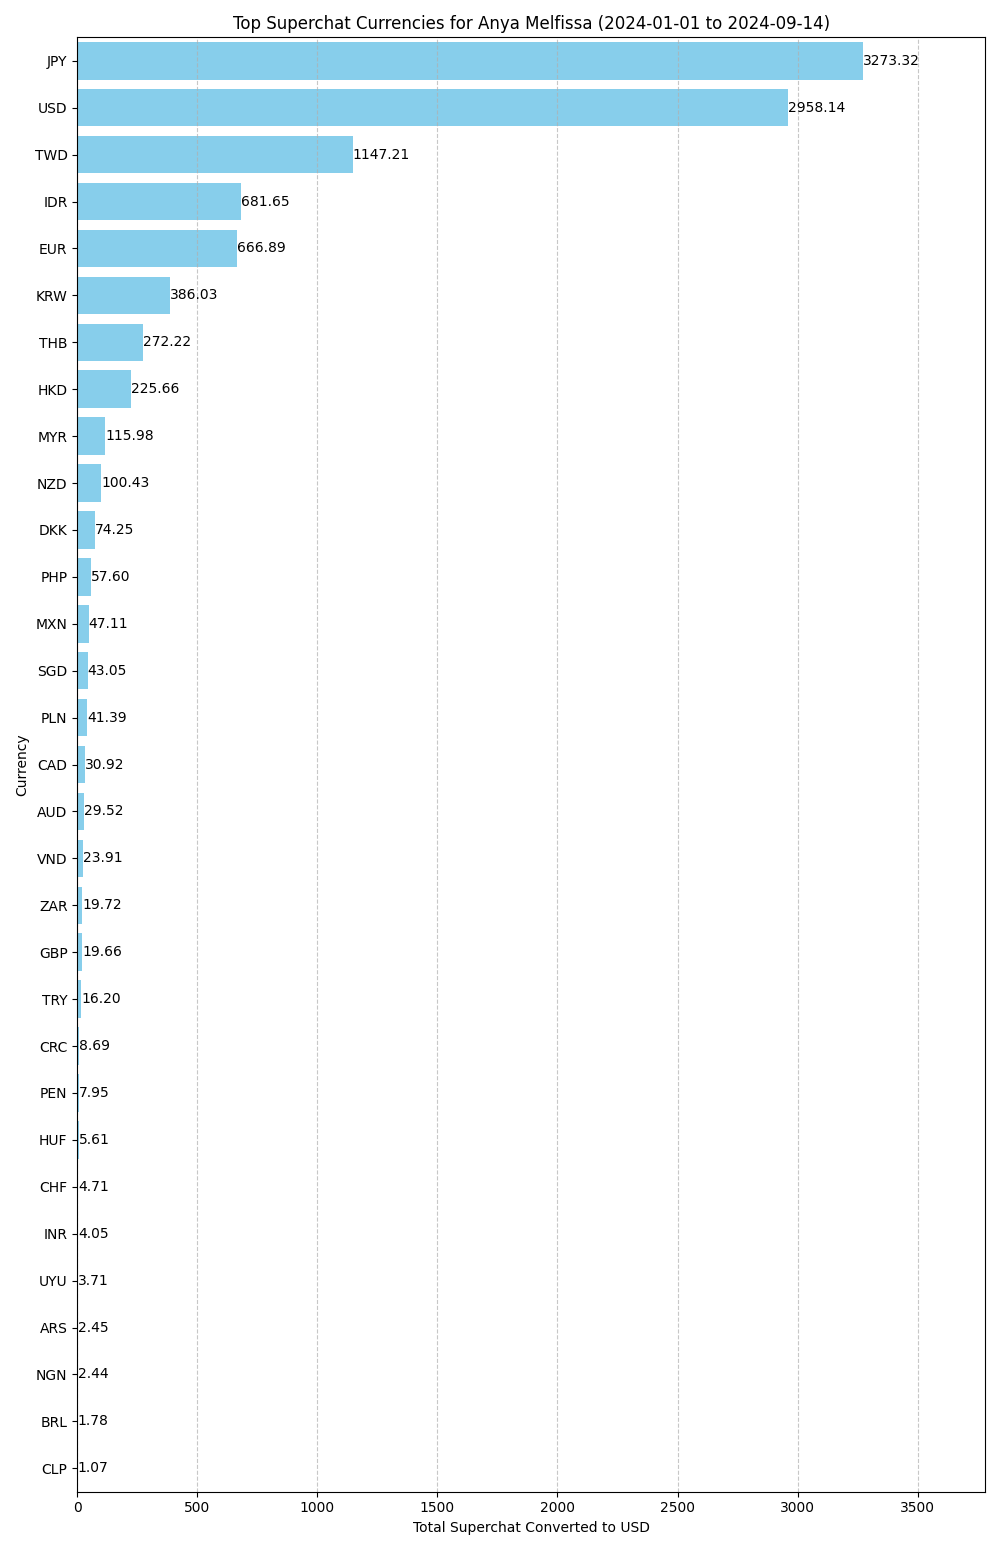 Top Superchat Currencies for Anya Melfissa (2024-01-01 to 2024-09-14)
JPY 3273.32
USD 2958.14
TWD 1147.21
IDR 681.65
EUR 666.89
KRW 386.03
THB 272.22
HKD 225.66
MYR 115.98
NZD 100.43
DKK 74.25
PHP 57.60
MXN 47.11
SGD 43.05
PLN 41.39
CAD 30.92
AUD 29.52
VND 23.91
ZAR 19.72
GBP 19.66
TRY 16.20
CRC 8.69
PEN 7.95
HUF 5.61
CHF 4.71
INR 4.05
UYU 3.71
ARS 2.45
NGN 2.44
BRL 1.78
CLP 1.07
Currency
0 500 1000 1500 2000 2500 3000 3500
Total Superchat Converted to USD